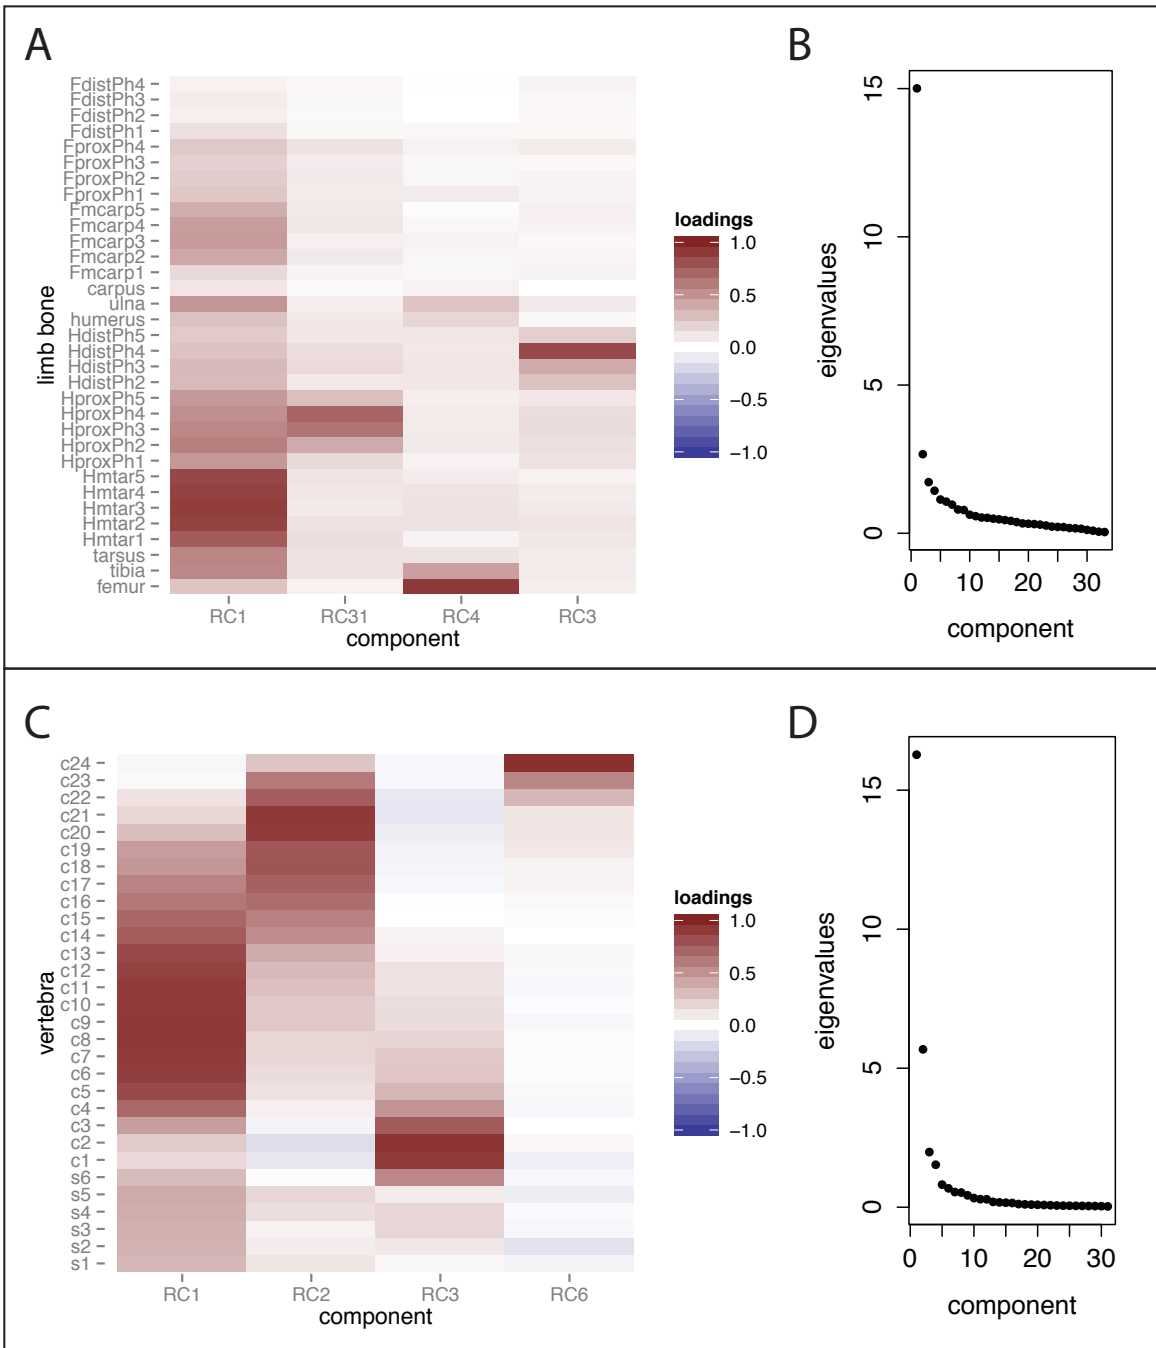 A
FdistPh4
FdistPh3
FdistPh2
FdistPh1
FproxPh4
FproxPh3
FproxPh2
FproxPh1
Fmcarp5
Fmcarp4
Fmcarp3
Fmcarp2
Fmcarp1
carpus
ulna
humerus
HdistPh5
HdistPh4
HdistPh3
HdistPh2
HproxPh5
HproxPh4
HproxPh3
HproxPh2
HproxPh1
Hmtar5
Hmtar4
Hmtar3
Hmtar2
Hmtar1
tarsus
tibia
femur
limb bone
RC1 RC31 RC4 RC3
component
loadings
1.0
0.5
0.0
−0.5
−1.0
B
15
10
5
0
eigenvalues
0 10 20 30
component
C
c24
c23
c22
c21
c20
c19
c18
c17
c16
c15
c14
c13
c12
c11
c10
c9
c8
c7
c6
c5
c4
c3
c2
c1
s6
s5
s4
s3
s2
s1
vertebra
RC1 RC2 RC3 RC6
component
loadings
1.0
0.5
0.0
−0.5
−1.0
D
15
10
5
0
eigenvalues
0 10 20 30
component